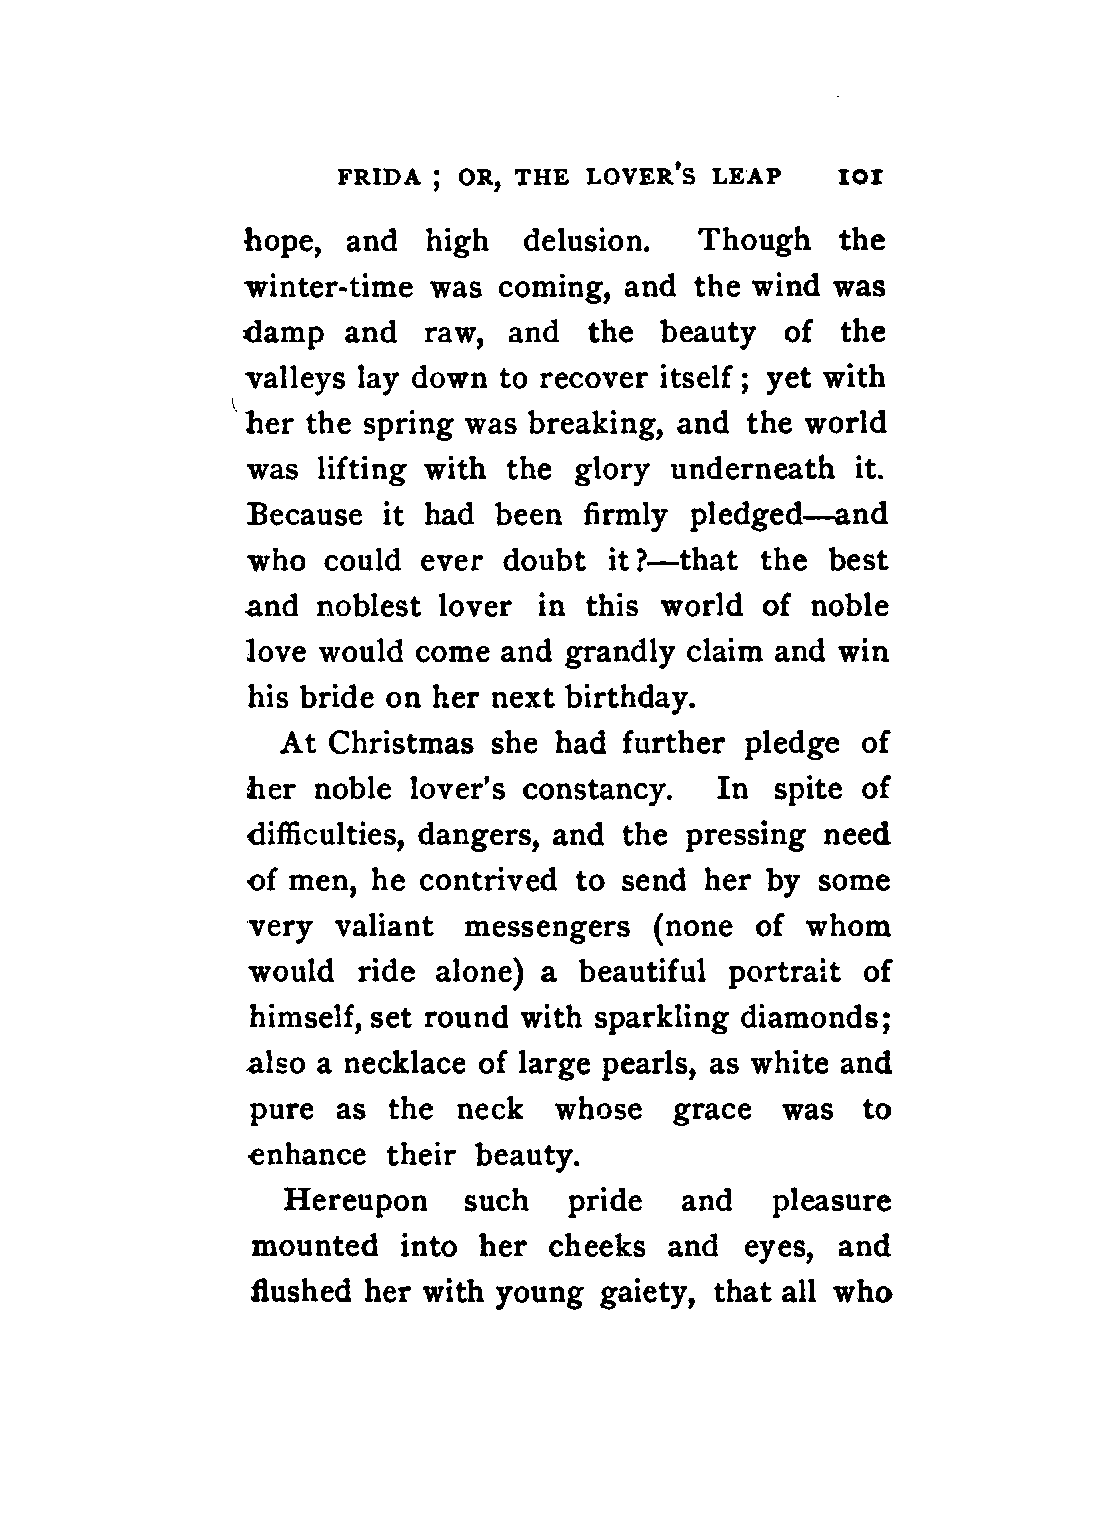 FRIDA ; OR, THE LOVER'S LEAP 101
hope, and high delusion. Though the
winter-time was coming, and the wind was
damp and raw, and the beauty of the
valleys lay down to recover itself ; yet with
her the spring was breaking, and the world
was lifting with the glory underneath it.
Because it had been firmly pledged—and
who could ever doubt it ?—that the best
and noblest lover in this world of noble
love would come and grandly claim and win
his bride on her next birthday.
At Christmas she had further pledge of
her noble lover's constancy. In spite of
difficulties, dangers, and the pressing need
of men, he contrived to send her by some
very valiant messengers (none of whom
would ride alone) a beautiful portrait of
himself, set round with sparkling diamonds;
also a necklace of large pearls, as white and
pure as the neck whose grace was to
enhance their beauty.
Hereupon such pride and pleasure
mounted into her cheeks and eyes, and
flushed her with young gaiety, that all who